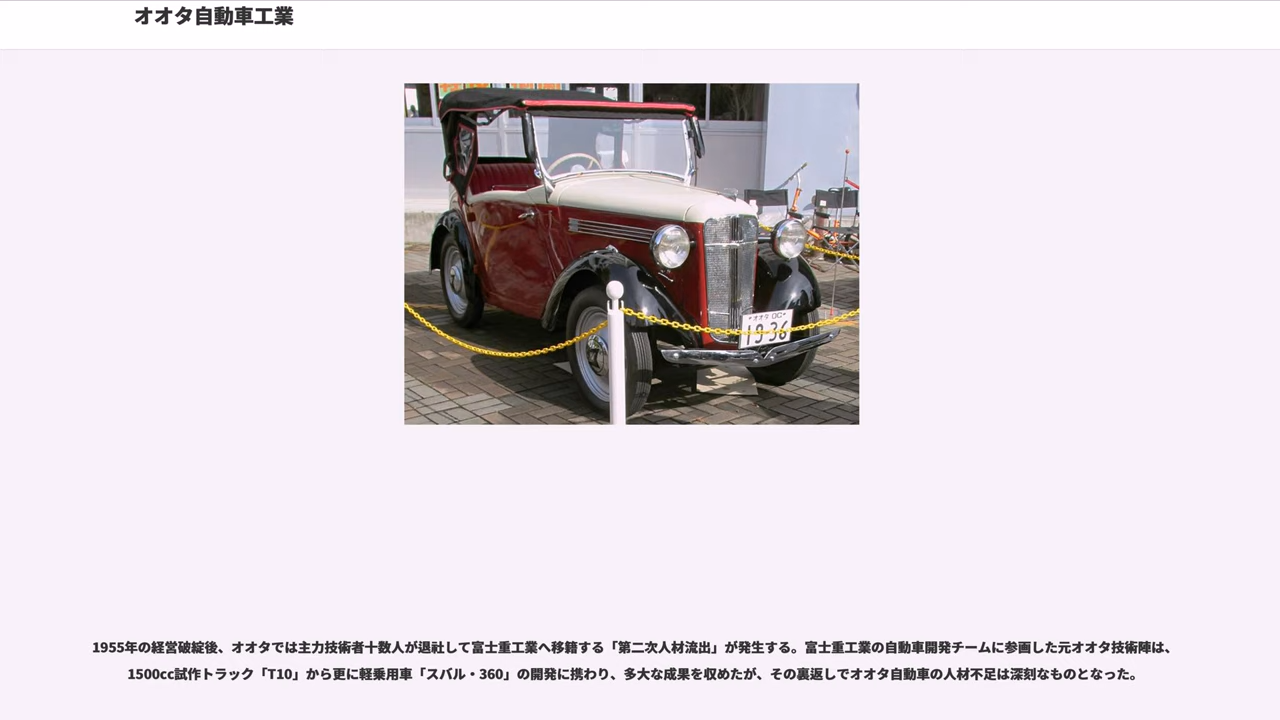 オオタ自動車工業
オオタ OC
19-36
1955年の経営破綻後、オオタでは主力技術者十数人が退社して富士重工業へ移籍する「第二次人材流出」が発生する。富士重工業の自動車開発チームに参画した元オオタ技術陣は、
1500cc試作トラック「T10」から更に軽乗用車「スバル・360」の開発に携わり、多大な成果を収めたが、その裏返しでオオタ自動車の人材不足は深刻なものとなった。